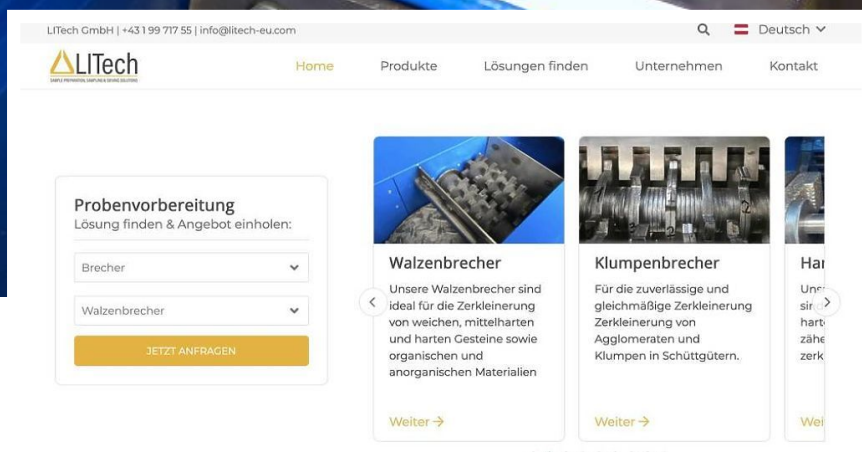 LITech GmbH | +43 1 99 717 55 | info@litech-eu.com
Deutsch
LITech
Home Produkte Lösungen finden Unternehmen Kontakt
Probenvorbereitung
Lösung finden & Angebot einholen:
Brecher
Walzenbrecher
JETZT ANFRAGEN
Walzenbrecher
Unsere Walzenbrecher sind
ideal für die Zerkleinerung
von weichen, mittelharten
und harten Gesteine sowie
organischen und
anorganischen Materialien
Weiter →
Klumpenbrecher
Für die zuverlässige und
gleichmäßige Zerkleinerung
Zerkleinerung von
Agglomeraten und
Klumpen in Schüttgütern.
Weiter →